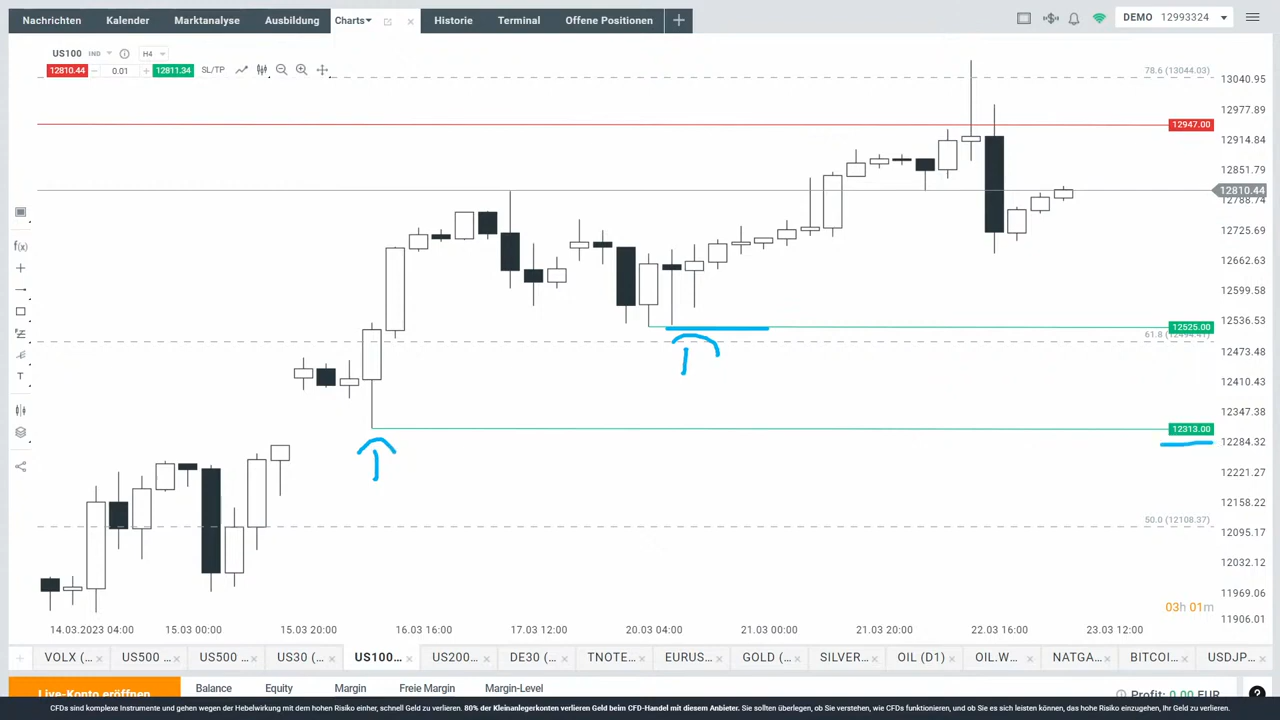 Nachrichten Kalender Marktanalyse Ausbildung Charts Historie Terminal Offene Positionen DEMO 12993324
US100 IND H4
12810.44 0.01 12811.34 SL/TP
78.6 (13044.03)
13040.95
12977.89
12947.00
12914.84
12851.79
12810.44
12788.74
12725.69
12662.63
12599.58
12536.53
12525.00
12473.48
12410.43
12347.38
12313.00
12284.32
12221.27
12158.22
50.0 (12108.37)
12095.17
12032.12
11969.06
03h 01m
11906.01
f(x)
T
14.03.2023 04:00 15.03 00:00 15.03 20:00 16.03 16:00 17.03 12:00 20.03 04:00 21.03 00:00 21.03 20:00 22.03 16:00 23.03 12:00
VOLX (... US500 ... US500 ... US30 (... US100... US200... DE30 (... TNOTE... EURUS... GOLD (... SILVER... OIL (D1) OIL.W... NATGA... BITCOI... USDJP...
Live-Konto eröffnen Balance Equity Margin Freie Margin Margin-Level Profit: 0.00 EUR
CFDs sind komplexe Instrumente und gehen wegen der Hebelwirkung mit dem hohen Risiko einher, schnell Geld zu verlieren. 80% der Kleinanlegerkonten verlieren Geld beim CFD-Handel mit diesem Anbieter. Sie sollten überlegen, ob Sie verstehen, wie CFDs funktionieren, und ob Sie es sich leisten können, das hohe Risiko einzugehen, Ihr Geld zu verlieren.